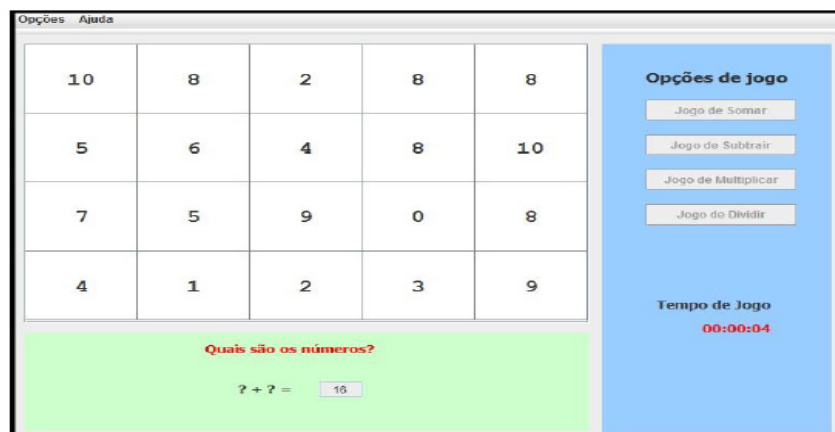 Opções Ajuda
10 8 2 8 8
5 6 4 8 10
7 5 9 0 8
4 1 2 3 9
Quais são os números?
? + ? = 16
Opções de jogo
Jogo de Somar
Jogo de Subtrair
Jogo de Multiplicar
Jogo de Dividir
Tempo de Jogo
00:00:04